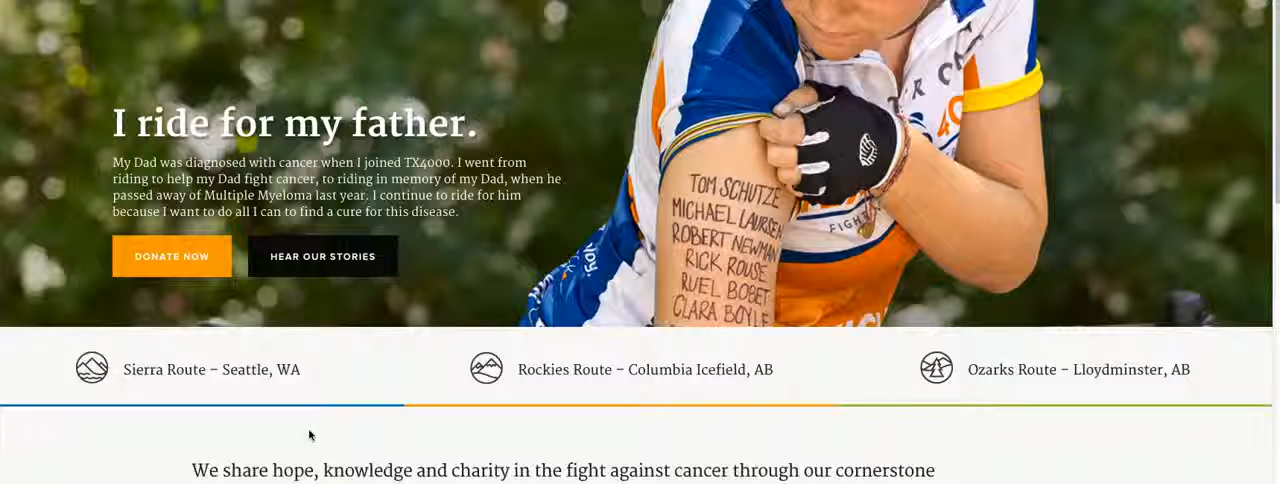 I ride for my father.
My Dad was diagnosed with cancer when I joined TX4000. I went from
riding to help my Dad fight cancer, to riding in memory of my Dad, when he
passed away of Multiple Myeloma last year. I continue to ride for him
because I want to do all I can to find a cure for this disease.
DONATE NOW
HEAR OUR STORIES
TOM SCHUTZE
MICHAEL LAURSEN
ROBERT NEWMAN
RICK ROUSE
RUEL BOBET
CLARA BOYLE
FIGHT
Sierra Route – Seattle, WA
Rockies Route – Columbia Icefield, AB
Ozarks Route – Lloydminster, AB
We share hope, knowledge and charity in the fight against cancer through our cornerstone